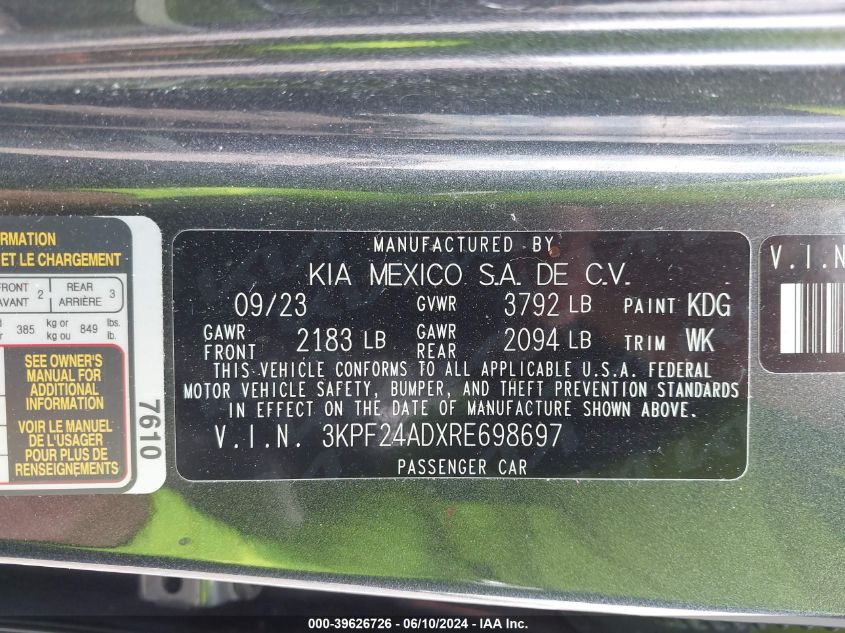 RMATION
ET LE CHARGEMENT
FRONT
AVANT 2
REAR
ARRIÈRE 3
385 kg or
kg ou 849 lbs.
lb.
SEE OWNER'S
MANUAL FOR
ADDITIONAL
INFORMATION
VOIR LE MANUEL
DE L'USAGER
POUR PLUS DE
RENSEIGNEMENTS
7610
MANUFACTURED BY
KIA MEXICO S.A. DE C.V.
09/23 GVWR 3792 LB PAINT KDG
GAWR
FRONT 2183 LB GAWR
REAR 2094 LB TRIM WK
THIS VEHICLE CONFORMS TO ALL APPLICABLE U.S.A. FEDERAL
MOTOR VEHICLE SAFETY, BUMPER, AND THEFT PREVENTION STANDARDS
IN EFFECT ON THE DATE OF MANUFACTURE SHOWN ABOVE.
V.I.N. 3KPF24ADXRE698697
PASSENGER CAR
V.I.N
000-39626726 - 06/10/2024 - IAA Inc.